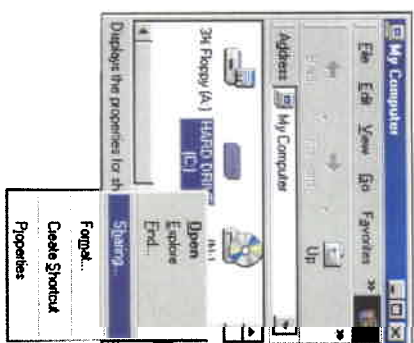 My Computer
File Edit View Go Favorites »
Up »
Address My Computer
3½ Floppy (A:) HARD DRIVE
(C:)
Open
Explore
Find...
Sharing...
Format...
Create Shortcut
Properties
Displays the properties for sh